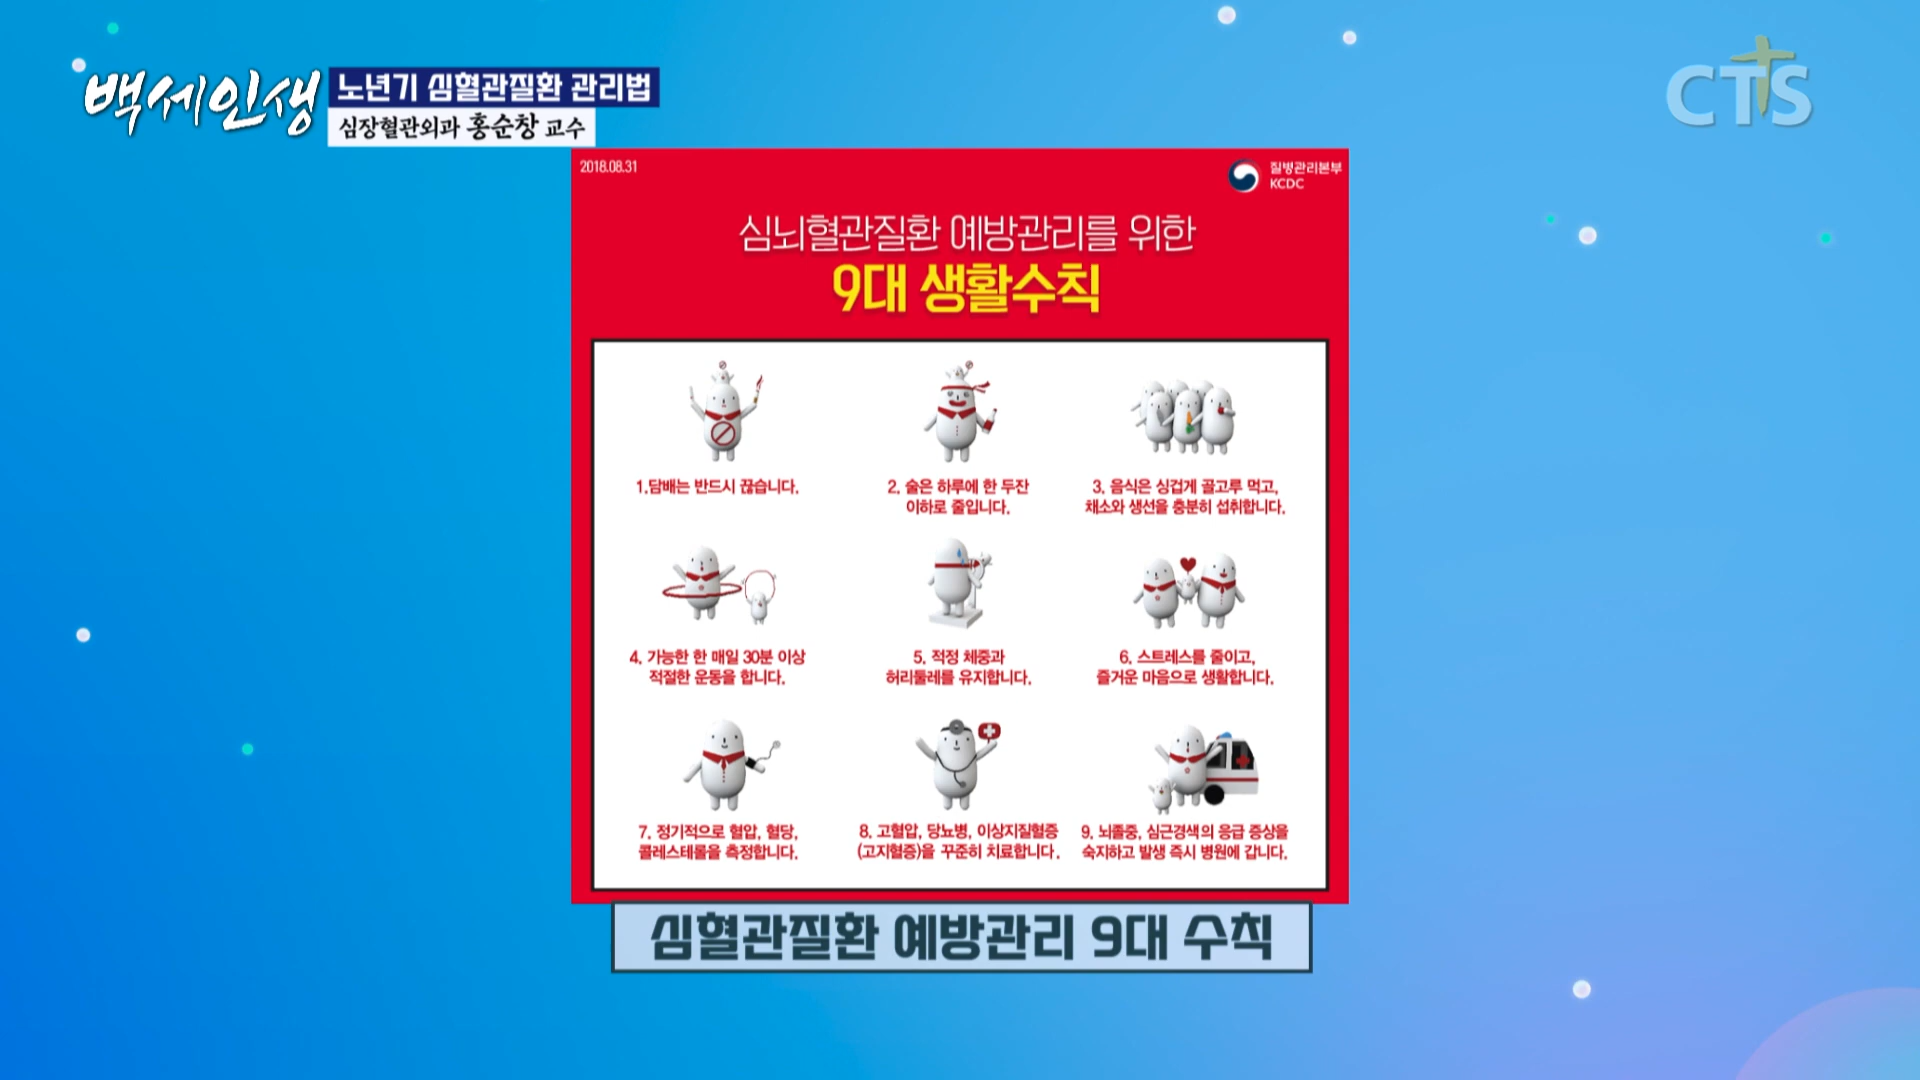 백세인생
노년기 심혈관질환 관리법
심장혈관외과 홍순창 교수
CTS
2018.08.31
질병관리본부
KCDC
심뇌혈관질환 예방관리를 위한
9대 생활수칙
1.담배는 반드시 끊습니다.
2. 술은 하루에 한 두잔
이하로 줄입니다.
3. 음식은 싱겁게 골고루 먹고,
채소와 생선을 충분히 섭취합니다.
4. 가능한 한 매일 30분 이상
적절한 운동을 합니다.
5. 적정 체중과
허리둘레를 유지합니다.
6. 스트레스를 줄이고,
즐거운 마음으로 생활합니다.
7. 정기적으로 혈압, 혈당,
콜레스테롤을 측정합니다.
8. 고혈압, 당뇨병, 이상지질혈증
(고지혈증)을 꾸준히 치료합니다.
9. 뇌졸중, 심근경색의 응급 증상을
숙지하고 발생 즉시 병원에 갑니다.
심혈관질환 예방관리 9대 수칙